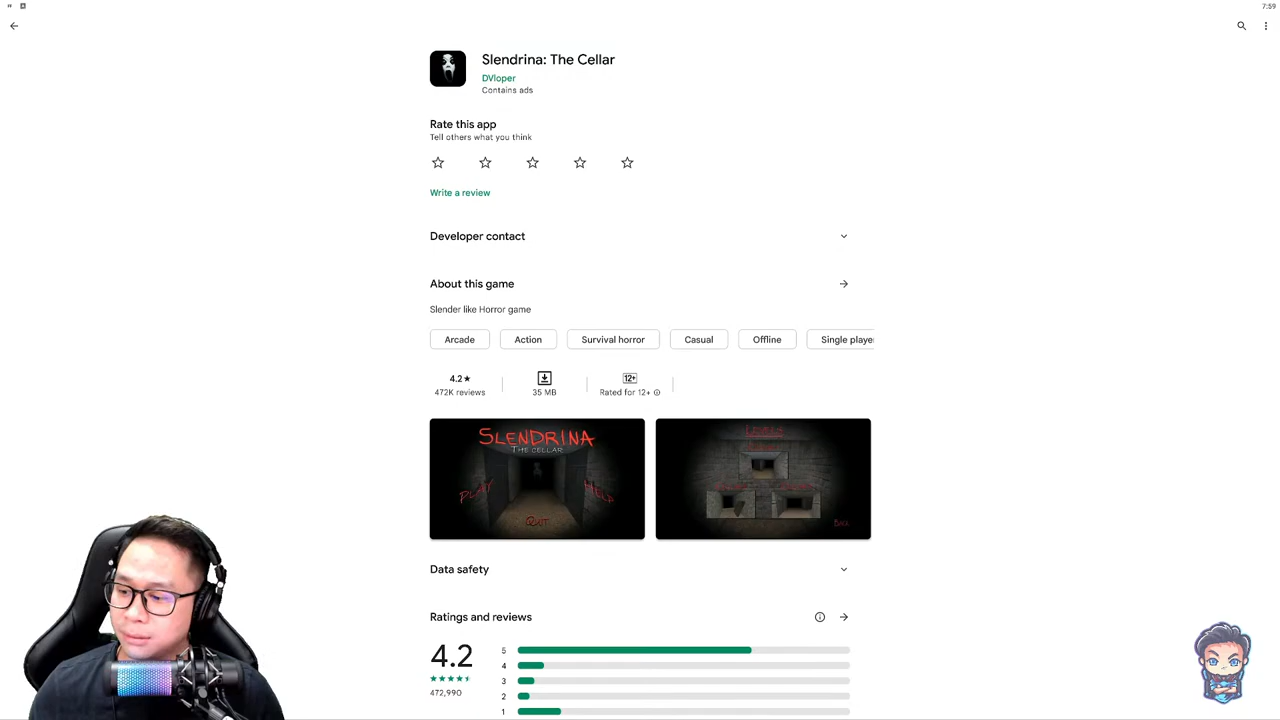 7:59
Slendrina: The Cellar
DVloper
Contains ads
Rate this app
Tell others what you think
Write a review
Developer contact
About this game
Slender like Horror game
Arcade Action Survival horror Casual Offline Single playe
4.2★
472K reviews
35 MB
12+
Rated for 12+
SLENDRINA
THE CELLAR
PLAY
HELP
QUIT
BACK
Data safety
Ratings and reviews
4.2
472,990
5
4
3
2
1